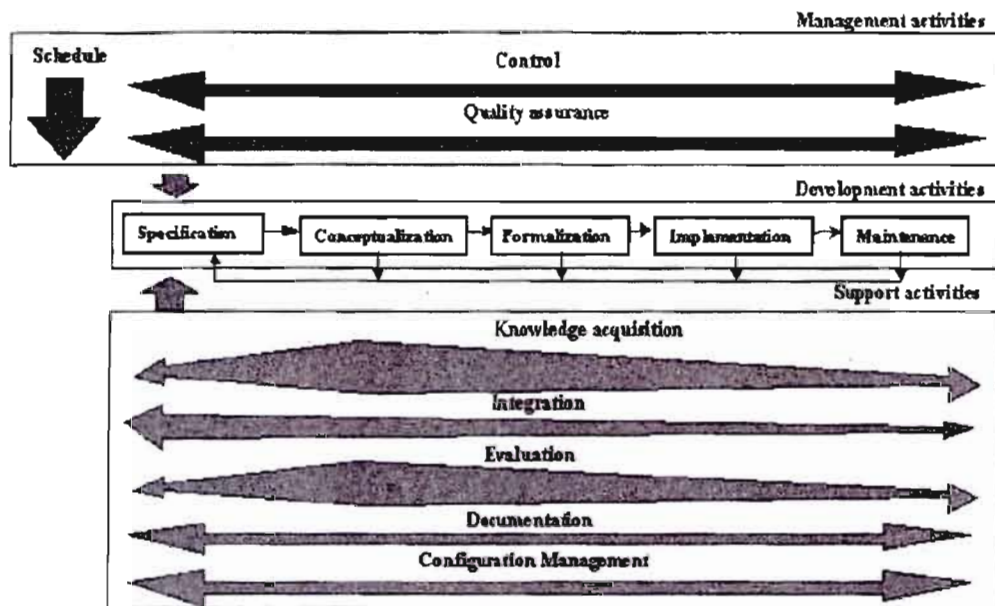 Management activities
Schedule
Control
Quality assurance
Development activities
Specification
Conceptualization
Formalization
Implementation
Maintenance
Support activities
Knowledge acquisition
Integration
Evaluation
Documentation
Configuration Management